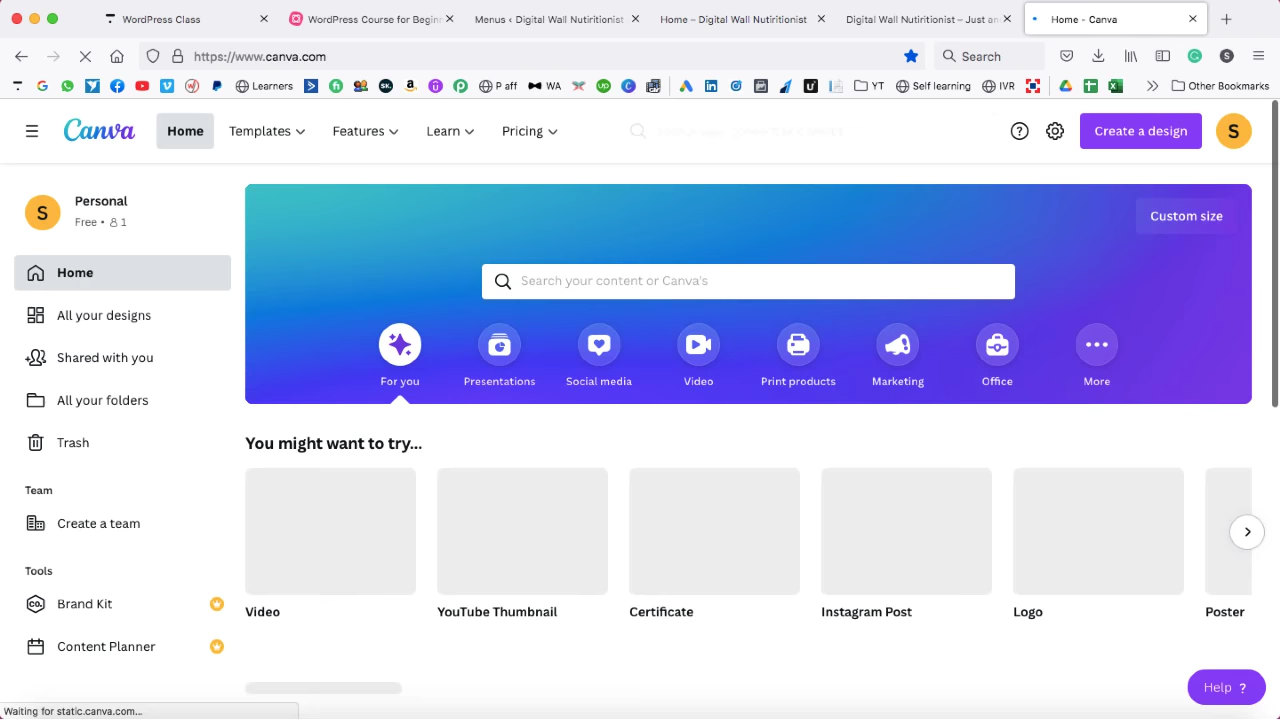 WordPress Class
WordPress Course for Beginn
Menus ‹ Digital Wall Nutiritionist
Home – Digital Wall Nutiritionist
Digital Wall Nutiritionist – Just an
Home - Canva
https://www.canva.com
Search
Learners
P aff
WA
YT
Self learning
IVR
Other Bookmarks
Canva
Home
Templates
Features
Learn
Pricing
Create a design
S
S
Personal
Free • 1
Custom size
Search your content or Canva's
Home
All your designs
Shared with you
All your folders
Trash
Team
Create a team
Tools
Brand Kit
Content Planner
For you
Presentations
Social media
Video
Print products
Marketing
Office
More
You might want to try...
Video
YouTube Thumbnail
Certificate
Instagram Post
Logo
Poster
Help ?
Waiting for static.canva.com...